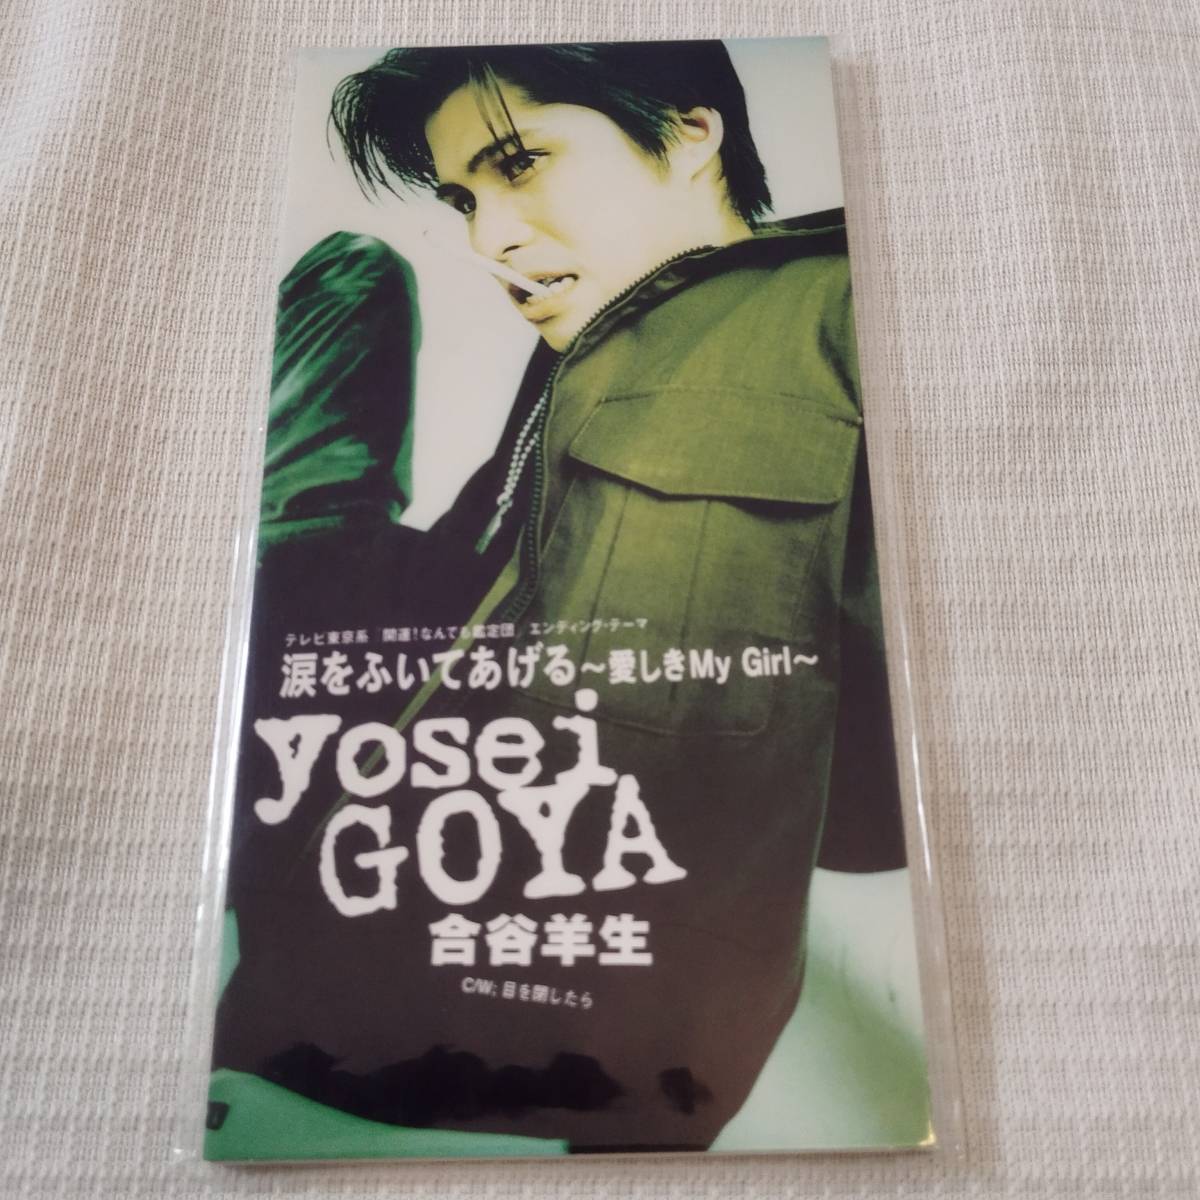 テレビ東京系「開運!なんでも鑑定団」エンディング・テーマ
涙をふいてあげる〜愛しきMy Girl〜
yosei
GOYA
合谷羊生
C/W; 目を閉したら